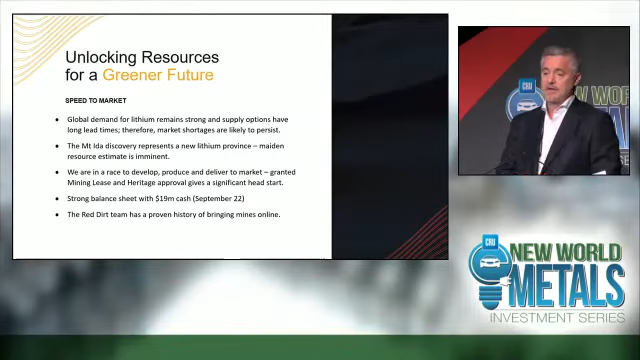 Unlocking Resources
for a Greener Future
SPEED TO MARKET
• Global demand for lithium remains strong and supply options have
long lead times; therefore, market shortages are likely to persist.
• The Mt Ida discovery represents a new lithium province – maiden
resource estimate is imminent.
• We are in a race to develop, produce and deliver to market – granted
Mining Lease and Heritage approval gives a significant head start.
• Strong balance sheet with $19m cash (September 22)
• The Red Dirt team has a proven history of bringing mines online.
CRU
NEW WOR
METALS
CRU
NEW WORLD
METALS
INVESTMENT SERIES